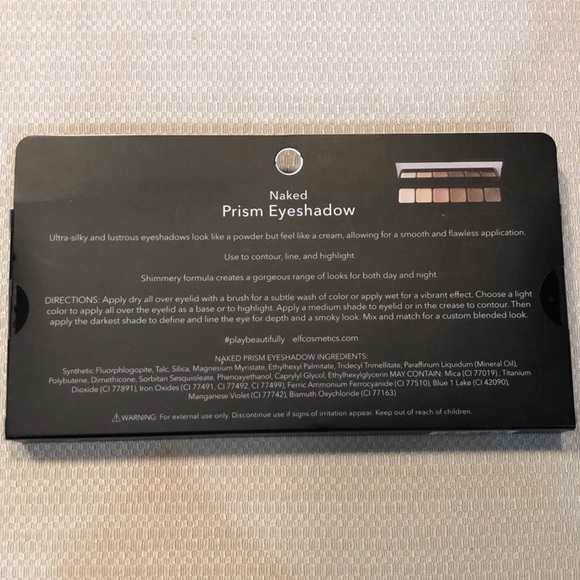 Naked
Prism Eyeshadow
Ultra-silky and lustrous eyeshadows look like a powder but feel like a cream, allowing for a smooth and flawless application.
Use to contour, line, and highlight.
Shimmery formula creates a gorgeous range of looks for both day and night.
DIRECTIONS: Apply dry all over eyelid with a brush for a subtle wash of color or apply wet for a vibrant effect. Choose a light
color to apply all over the eyelid as a base or to highlight. Apply a medium shade to eyelid or in the crease to contour. Then
apply the darkest shade to define and line the eye for depth and a smoky look. Mix and match for a custom blended look.
#playbeautifully elfcosmetics.com
NAKED PRISM EYESHADOW INGREDIENTS:
Synthetic Fluorphlogopite, Talc, Silica, Magnesium Myristate, Ethylhexyl Palmitate, Tridecyl Trimellitate, Paraffinum Liquidum (Mineral Oil),
Polybutene, Dimethicone, Sorbitan Sesquioleate, Phenoxyethanol, Caprylyl Glycol, Ethylhexylglycerin MAY CONTAIN: Mica (CI 77019) , Titanium
Dioxide (CI 77891), Iron Oxides (CI 77491, CI 77492, CI 77499), Ferric Ammonium Ferrocyanide (CI 77510), Blue 1 Lake (CI 42090),
Manganese Violet (CI 77742), Bismuth Oxychloride (CI 77163)
⚠WARNING: For external use only. Discontinue use if signs of irritation appear. Keep out of reach of children.